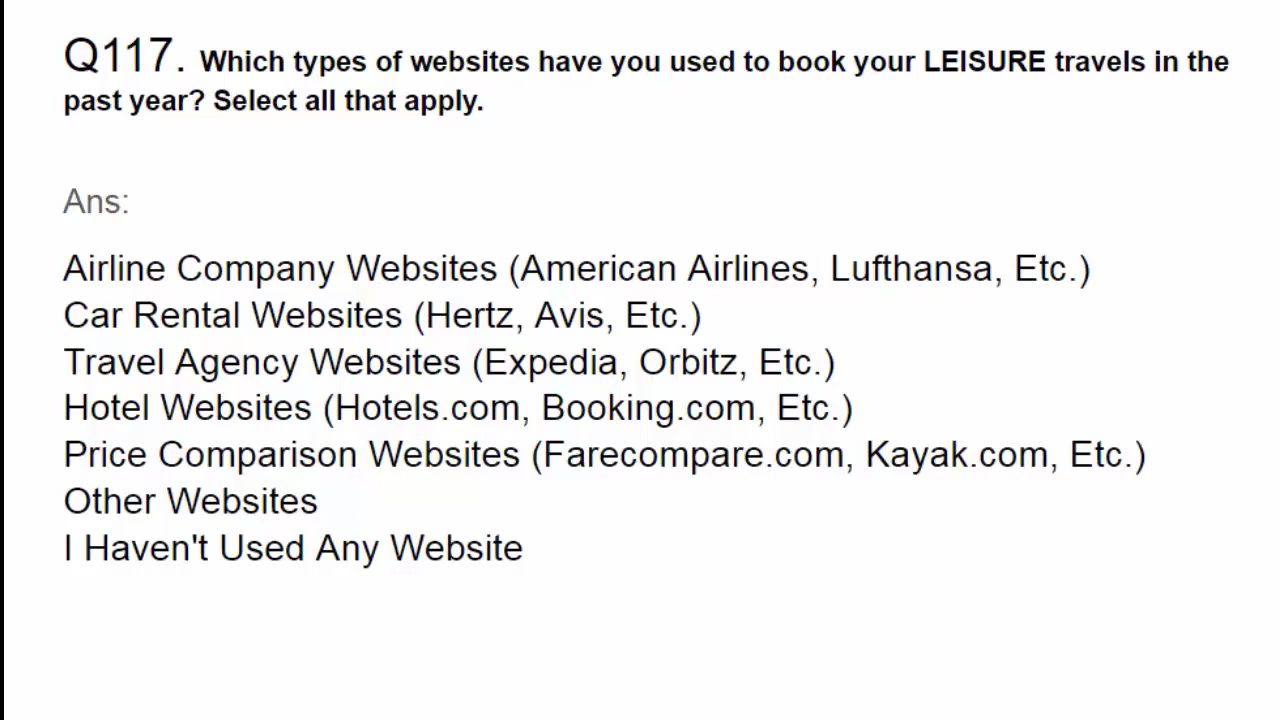 Q117. Which types of websites have you used to book your LEISURE travels in the
past year? Select all that apply.
Ans:
Airline Company Websites (American Airlines, Lufthansa, Etc.)
Car Rental Websites (Hertz, Avis, Etc.)
Travel Agency Websites (Expedia, Orbitz, Etc.)
Hotel Websites (Hotels.com, Booking.com, Etc.)
Price Comparison Websites (Farecompare.com, Kayak.com, Etc.)
Other Websites
I Haven't Used Any Website